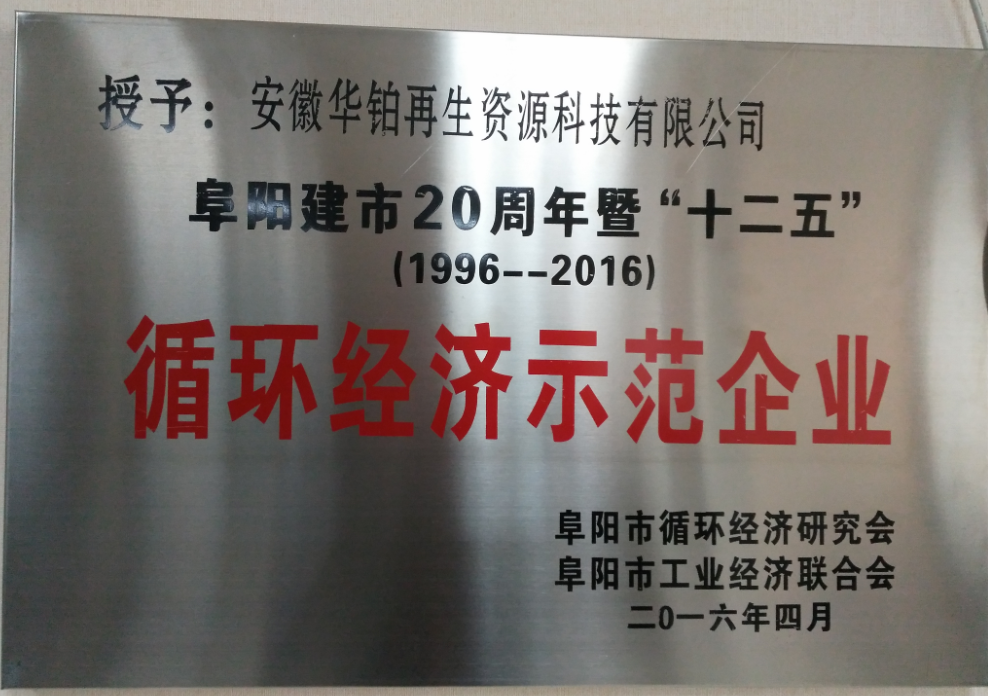 授予：安徽华铂再生资源科技有限公司
阜阳建市20周年暨“十二五”
(1996--2016)
循环经济示范企业
阜阳市循环经济研究会
阜阳市工业经济联合会
二0一六年四月